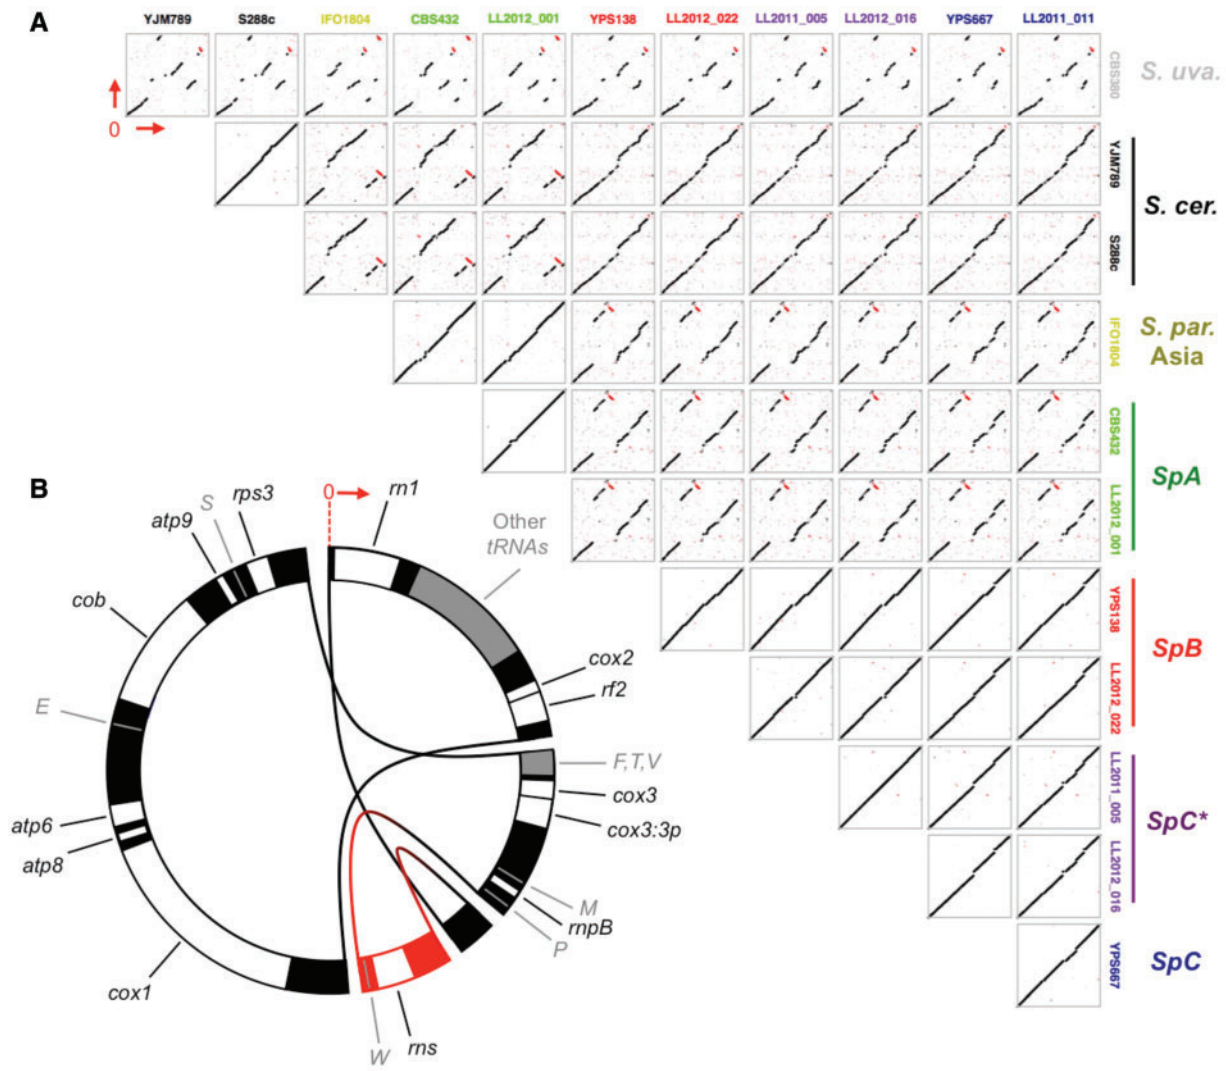 A
YJM789 S288c IFO1804 CBS432 LL2012_001 YPS138 LL2012_022 LL2011_005 LL2012_016 YPS667 LL2011_011
CBS380
S. uva.
0
YJM789
S. cer.
S288c
IFO1804
S. par.
Asia
CBS432
SpA
LL2012_001
YPS138
SpB
LL2012_022
LL2011_005
SpC*
LL2012_016
YPS667
SpC
B
0
rn1
Other
tRNAs
cox2
rf2
F,T,V
cox3
cox3:3p
M
rnpB
P
rns
W
cox1
atp8
atp6
E
cob
atp9
S
rps3